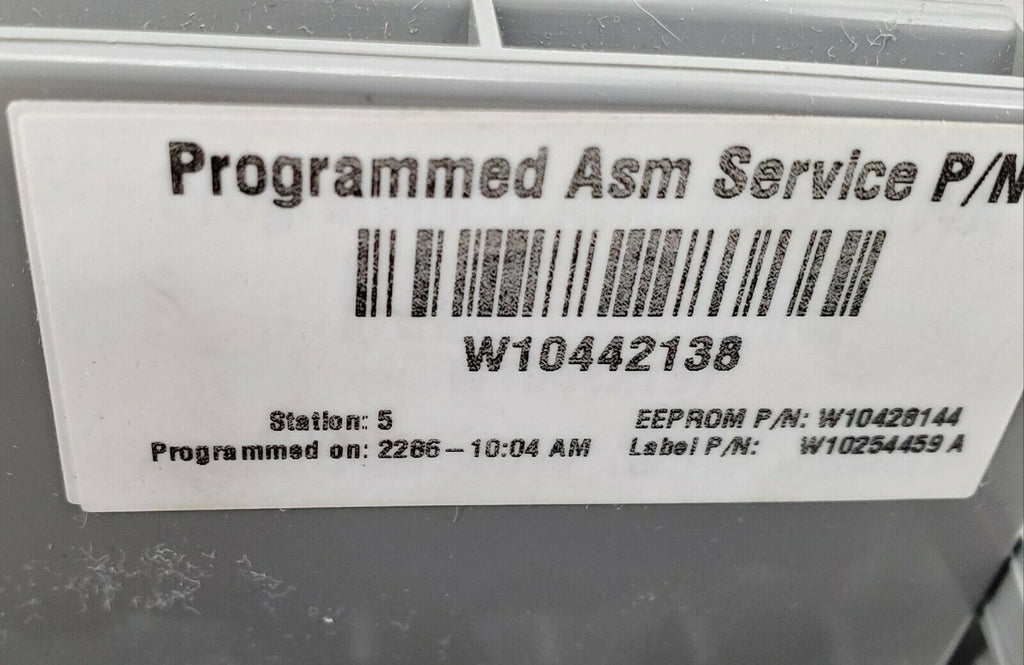 Programmed Asm Service P/N
W10442138
Station: 5
EEPROM P/N: W10428144
Programmed on: 2286-10:04 AM
Label P/N: W10254459 A